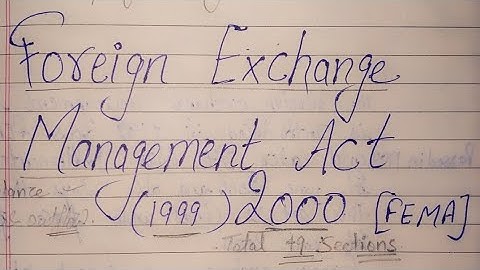 Foreign Exchange
Management Act
(1999) 2000 [FEMA]
Total 49 Sections